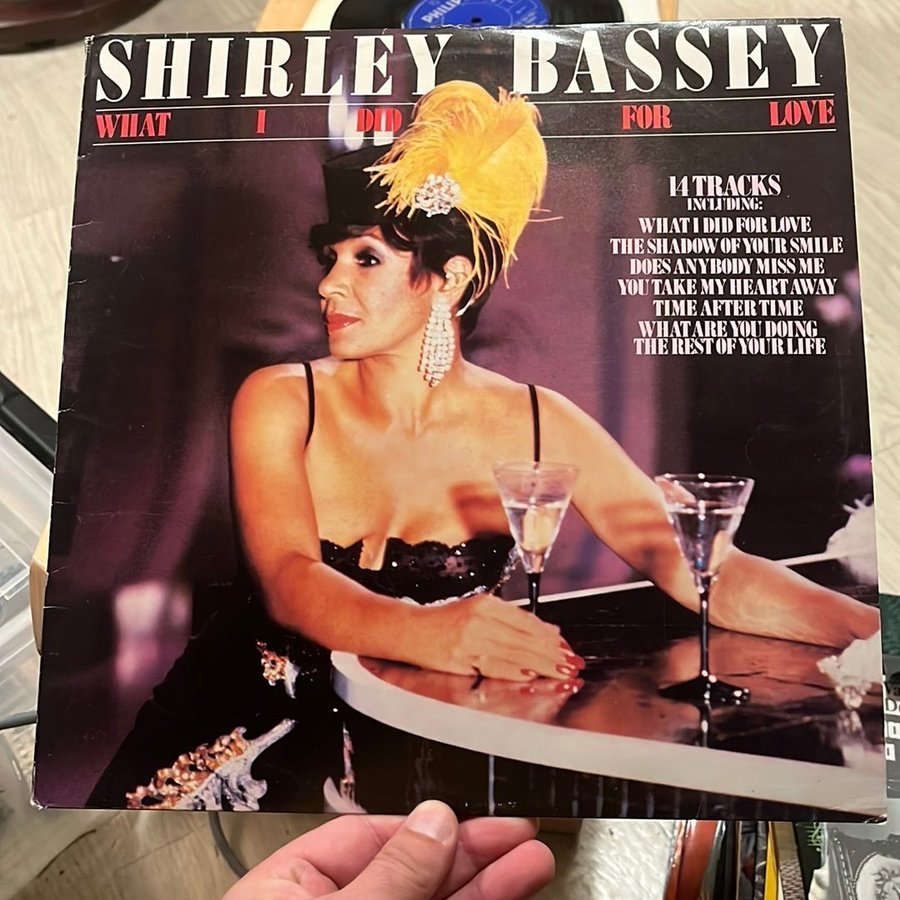 SHIRLEY BASSEY
WHAT I DID FOR LOVE
14 TRACKS
INCLUDING:
WHAT I DID FOR LOVE
THE SHADOW OF YOUR SMILE
DOES ANYBODY MISS ME
YOU TAKE MY HEART AWAY
TIME AFTER TIME
WHAT ARE YOU DOING
THE REST OF YOUR LIFE